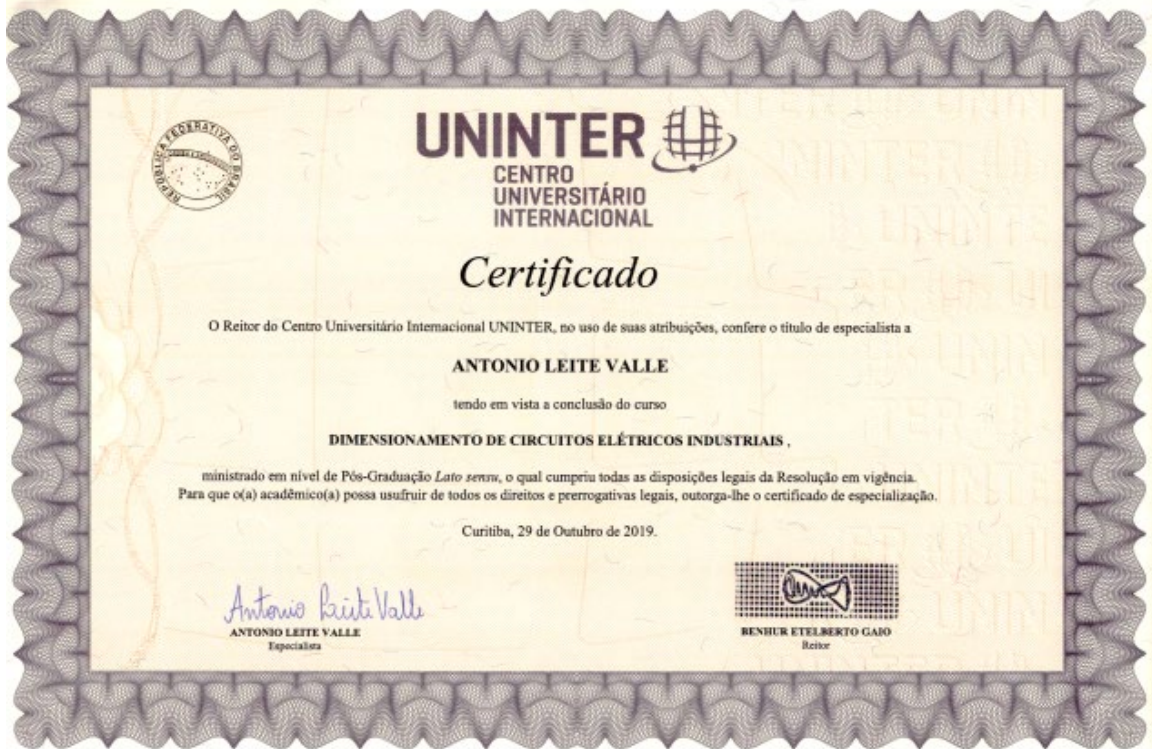 REPÚBLICA FEDERATIVA DO BRASIL
UNINTER
CENTRO
UNIVERSITÁRIO
INTERNACIONAL
Certificado
O Reitor do Centro Universitário Internacional UNINTER, no uso de suas atribuições, confere o título de especialista a
ANTONIO LEITE VALLE
tendo em vista a conclusão do curso
DIMENSIONAMENTO DE CIRCUITOS ELÉTRICOS INDUSTRIAIS ,
ministrado em nível de Pós-Graduação Lato sensu, o qual cumpriu todas as disposições legais da Resolução em vigência.
Para que o(a) acadêmico(a) possa usufruir de todos os direitos e prerrogativas legais, outorga-lhe o certificado de especialização.
Curitiba, 29 de Outubro de 2019.
Antonio Leite Valle
ANTONIO LEITE VALLE
Especialista
BENHUR ETELBERTO GAIO
Reitor